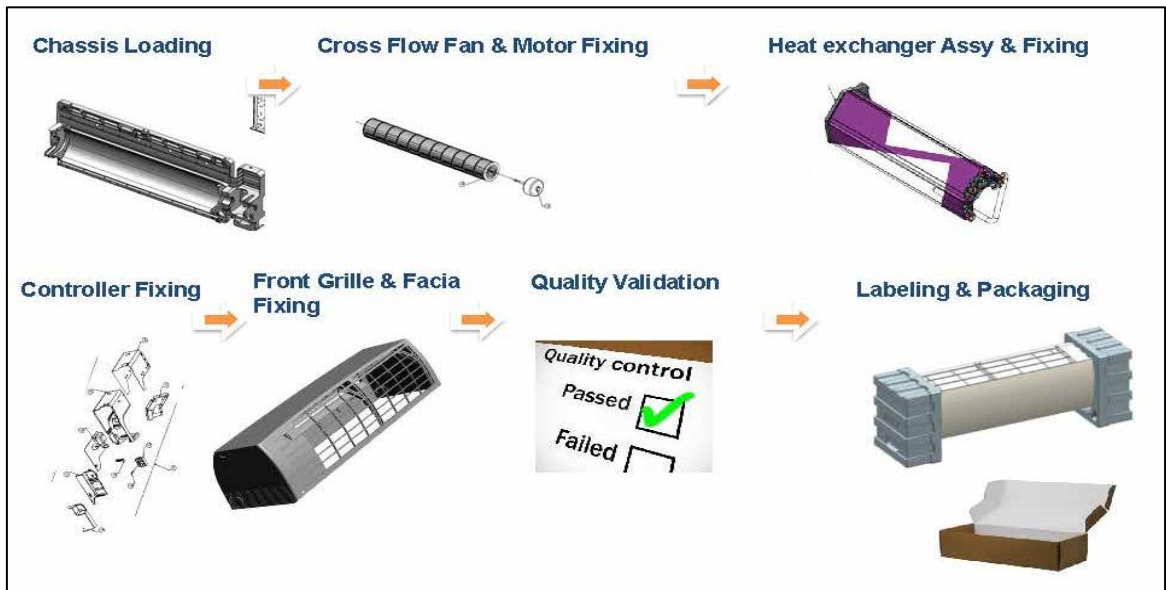 Chassis Loading
Cross Flow Fan & Motor Fixing
Heat exchanger Assy & Fixing
Controller Fixing
Front Grille & Facia
Fixing
Quality Validation
Labeling & Packaging
Quality control
Passed
Failed